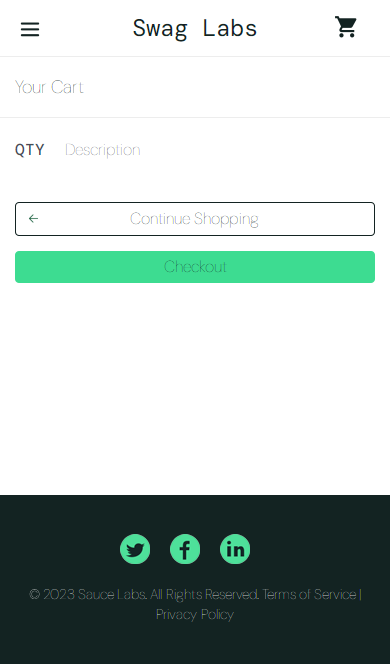 Swag Labs
Your Cart
QTY Description
Continue Shopping
Checkout
© 2023 Sauce Labs. All Rights Reserved. Terms of Service |
Privacy Policy